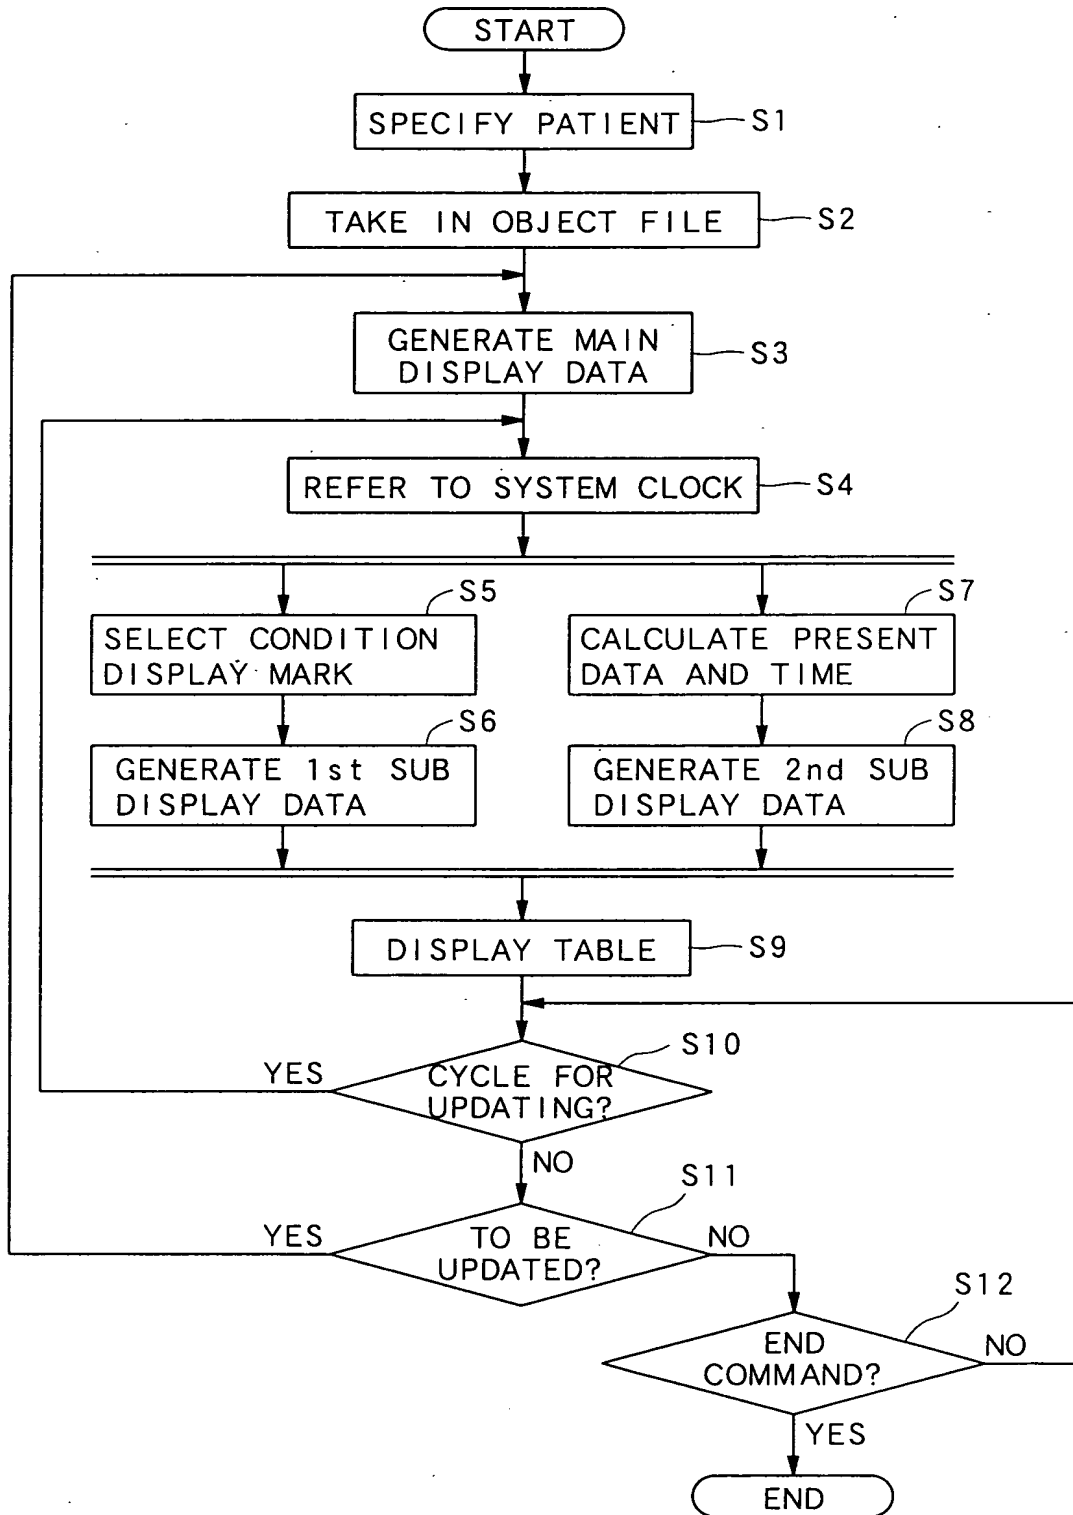 START
SPECIFY PATIENT
S1
TAKE IN OBJECT FILE
S2
GENERATE MAIN
DISPLAY DATA
S3
REFER TO SYSTEM CLOCK
S4
S5
SELECT CONDITION
DISPLAY MARK
S7
CALCULATE PRESENT
DATA AND TIME
S6
GENERATE 1st SUB
DISPLAY DATA
S8
GENERATE 2nd SUB
DISPLAY DATA
DISPLAY TABLE
S9
S10
YES
CYCLE FOR
UPDATING?
NO
S11
YES
TO BE
UPDATED?
NO
S12
END
COMMAND?
NO
YES
END